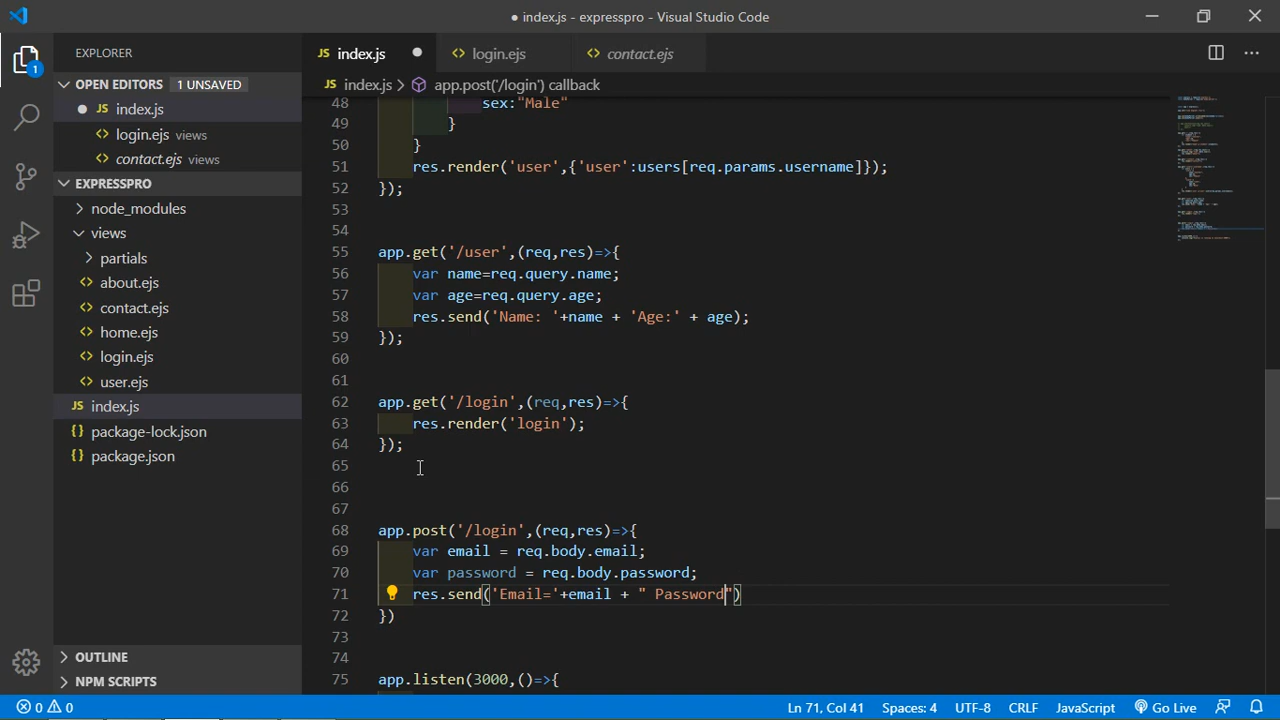 ● index.js - expresspro - Visual Studio Code
EXPLORER
JS index.js ●
<> login.ejs
<> contact.ejs
OPEN EDITORS 1 UNSAVED
JS index.js > app.post('/login') callback
● JS index.js
<> login.ejs views
<> contact.ejs views
EXPRESSPRO
node_modules
views
partials
<> about.ejs
<> contact.ejs
<> home.ejs
<> login.ejs
<> user.ejs
JS index.js
{} package-lock.json
{} package.json
OUTLINE
NPM SCRIPTS
1
48 sex:"Male"
49 }
50 }
51 res.render('user',{'user':users[req.params.username]});
52 });
53
54
55 app.get('/user',(req,res)=>{
56 var name=req.query.name;
57 var age=req.query.age;
58 res.send('Name: '+name + 'Age:' + age);
59 });
60
61
62 app.get('/login',(req,res)=>{
63 res.render('login');
64 });
65
66
67
68 app.post('/login',(req,res)=>{
69 var email = req.body.email;
70 var password = req.body.password;
71 res.send('Email='+email + " Password")
72 })
73
74
75 app.listen(3000,()=>{
0 0 Ln 71, Col 41 Spaces: 4 UTF-8 CRLF JavaScript Go Live